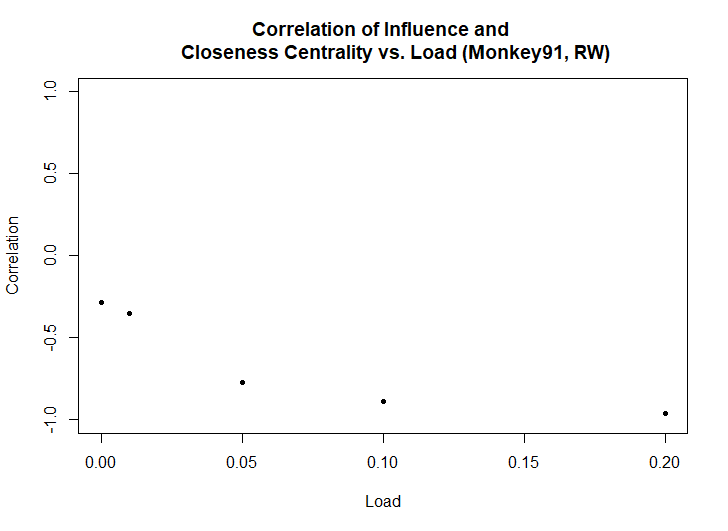 Correlation of Influence and
Closeness Centrality vs. Load (Monkey91, RW)
Correlation
1.0
0.5
0.0
-0.5
-1.0
0.00
0.05
0.10
0.15
0.20
Load